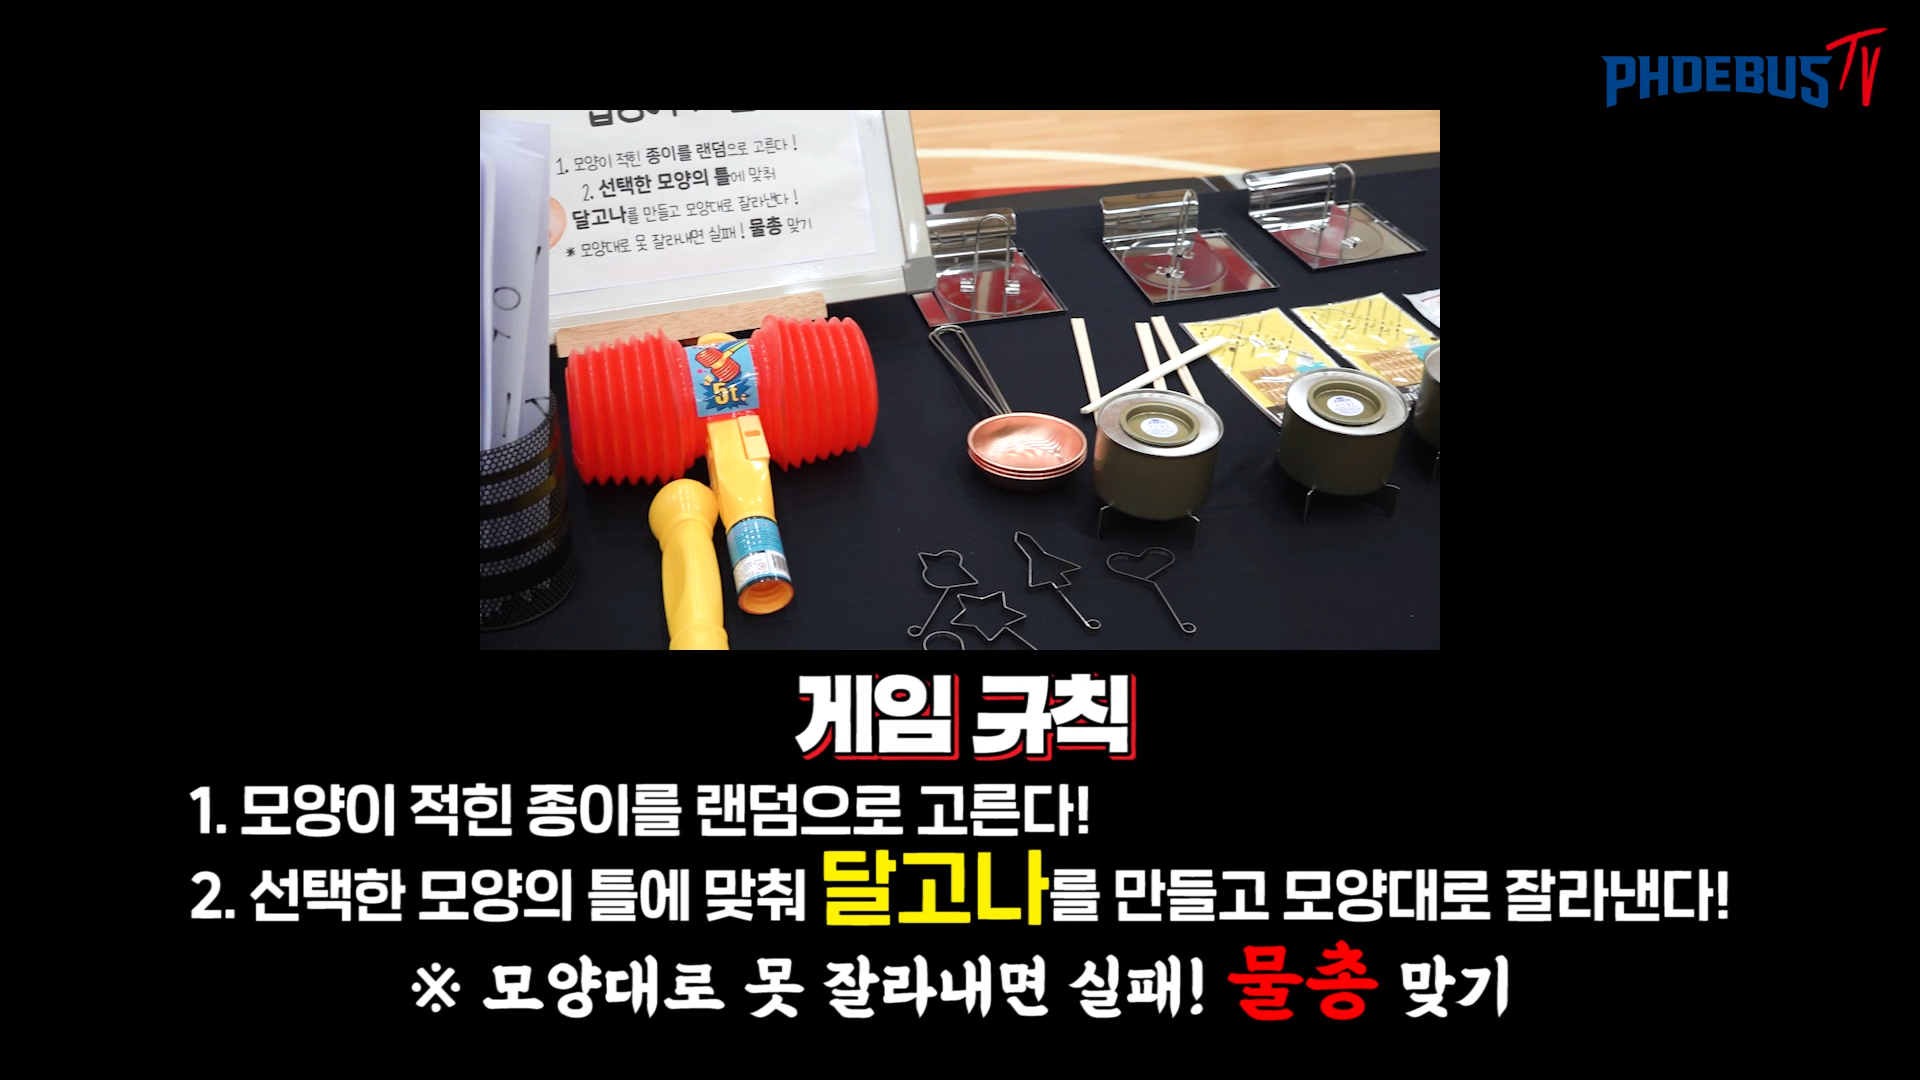 PHOEBUS TV
1. 모양이 적힌 종이를 랜덤으로 고른다!
2. 선택한 모양의 틀에 맞춰
달고나를 만들고 모양대로 잘라낸다!
* 모양대로 못 잘라내면 실패! 물총 맞기
5t.
게임 규칙
1. 모양이 적힌 종이를 랜덤으로 고른다!
2. 선택한 모양의 틀에 맞춰 달고나를 만들고 모양대로 잘라낸다!
※ 모양대로 못 잘라내면 실패! 물총 맞기